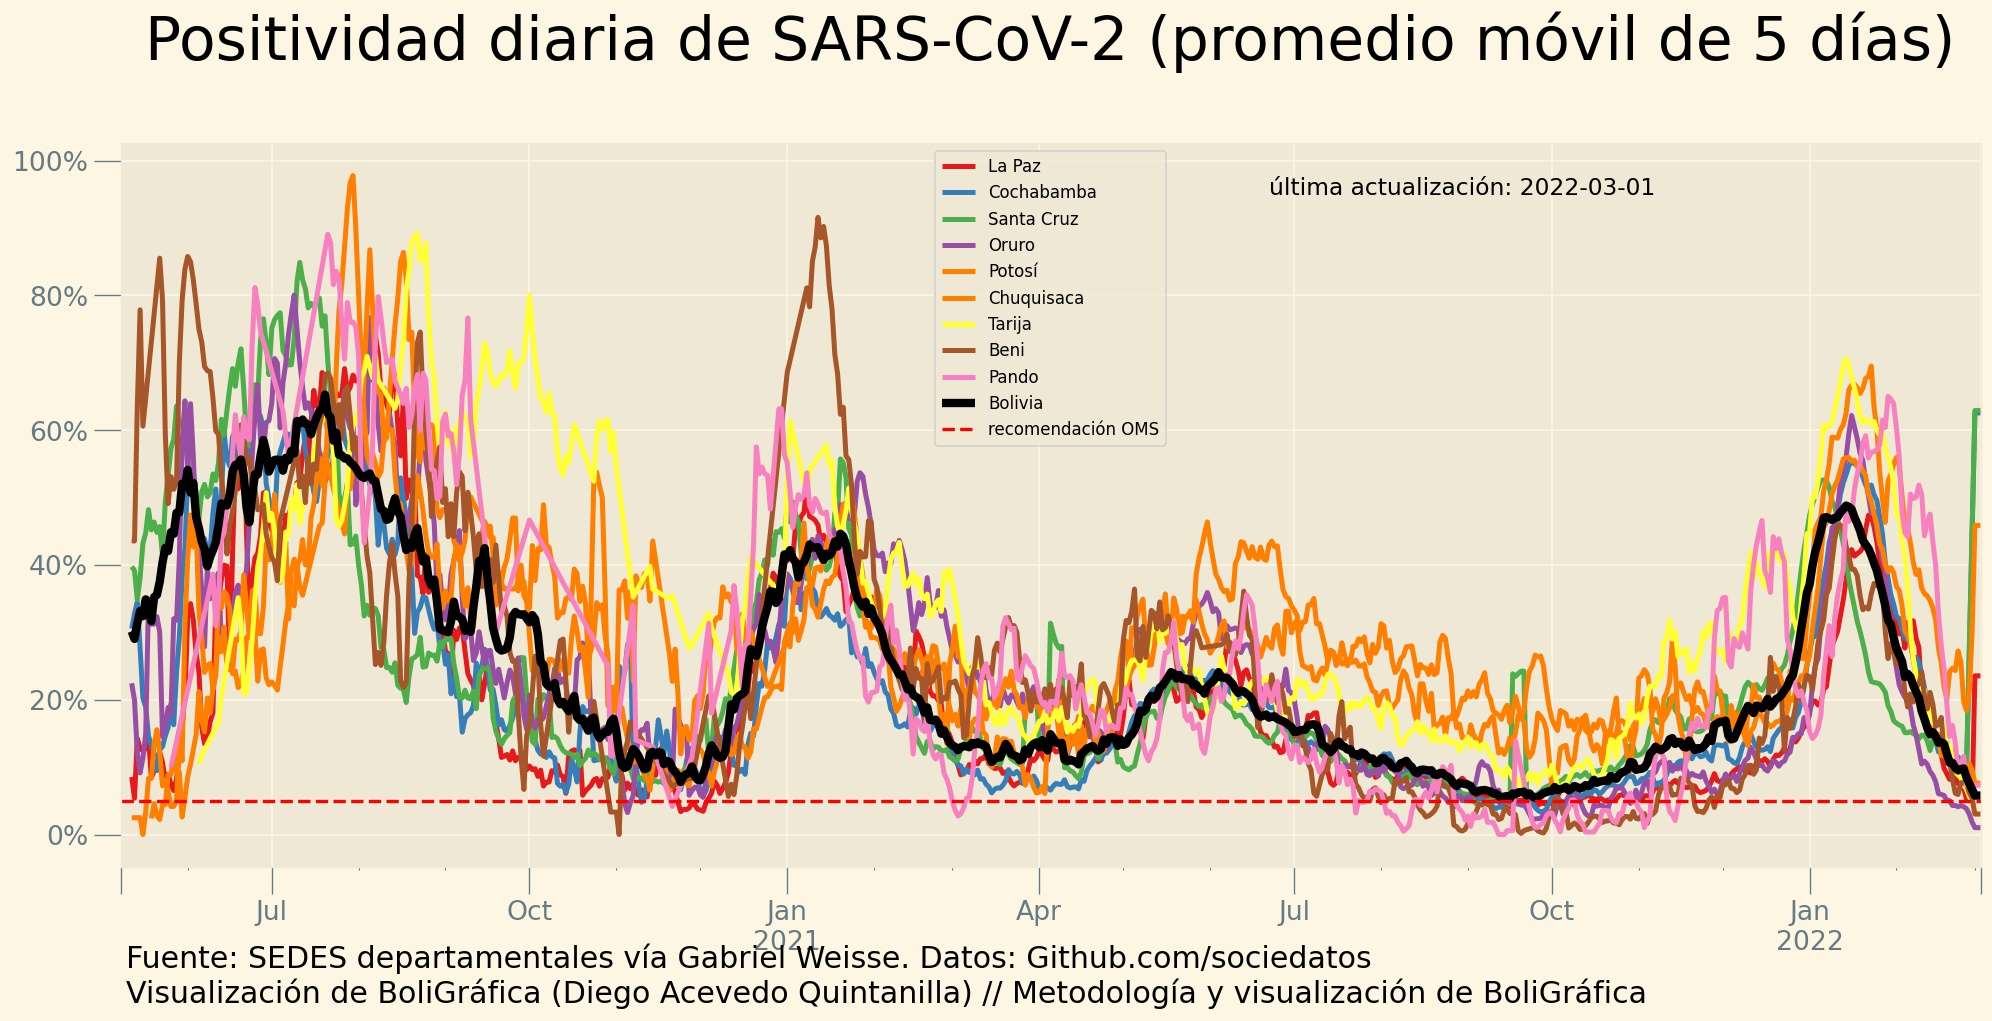 Positividad diaria de SARS-CoV-2 (promedio móvil de 5 días)
100%
80%
60%
40%
20%
0%
La Paz
Cochabamba
Santa Cruz
Oruro
Potosí
Chuquisaca
Tarija
Beni
Pando
Bolivia
recomendación OMS
última actualización: 2022-03-01
Jul Oct Jan Apr Jul Oct Jan
2021 2022
Fuente: SEDES departamentales vía Gabriel Weisse. Datos: Github.com/sociedatos
Visualización de BoliGráfica (Diego Acevedo Quintanilla) // Metodología y visualización de BoliGráfica